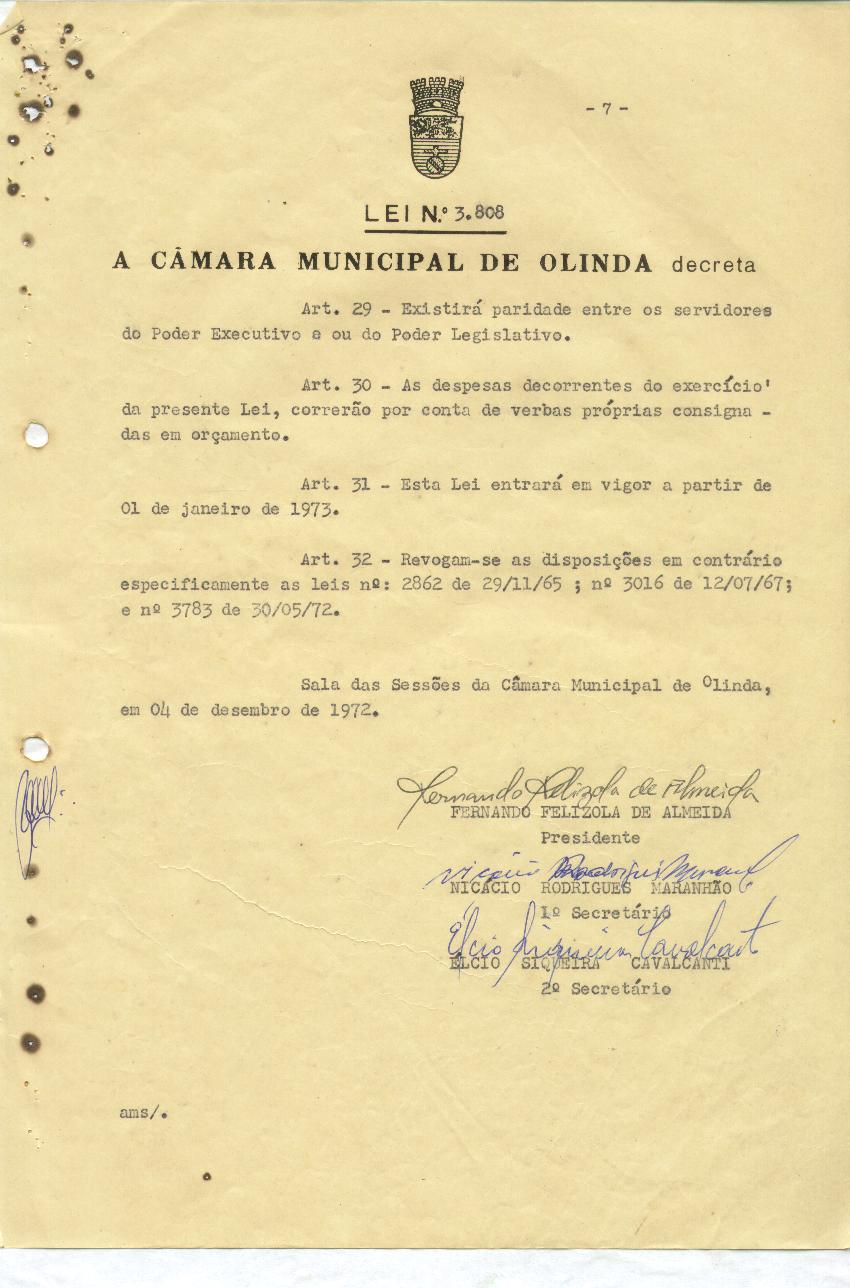 - 7 -
LEI N.º 3.808
A CÂMARA MUNICIPAL DE OLINDA decreta
Art. 29 - Existirá paridade entre os servidores
do Poder Executivo e ou do Poder Legislativo.
Art. 30 - As despesas decorrentes do exercício'
da presente Lei, correrão por conta de verbas próprias consigna -
das em orçamento.
Art. 31 - Esta Lei entrará em vigor a partir de
01 de janeiro de 1973.
Art. 32 - Revogam-se as disposições em contrário
especificamente as leis nº: 2862 de 29/11/65 ; nº 3016 de 12/07/67;
e nº 3783 de 30/05/72.
Sala das Sessões da Câmara Municipal de Olinda,
em 04 de desembro de 1972.
Fernando Felizola de Almeida
FERNANDO FELIZOLA DE ALMEIDA
Presidente
NICÁCIO RODRIGUES MARANHÃO
1º Secretário
Élcio Siqueira Cavalcanti
ÉLCIO SIQUEIRA CAVALCANTI
2º Secretário
ams/.